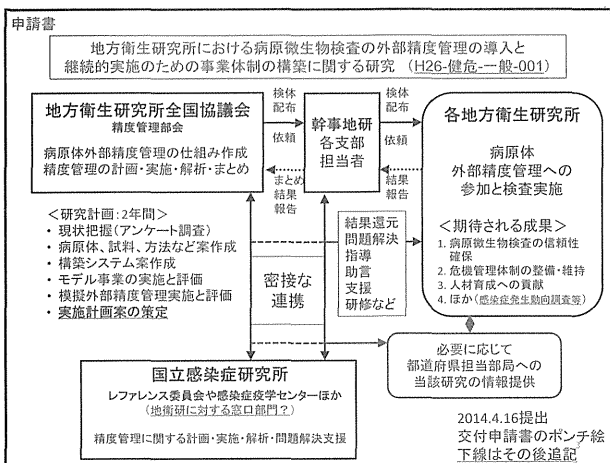 申請書
地方衛生研究所における病原微生物検査の外部精度管理の導入と
継続的実施のための事業体制の構築に関する研究 (H26-健危-一般-001)
地方衛生研究所全国協議会
精度管理部会
病原体外部精度管理の仕組み作成
精度管理の計画・実施・解析・まとめ
検体
配布
依頼
まとめ
結果
報告
幹事地研
各支部
担当者
検体
配布
依頼
結果
報告
各地方衛生研究所
病原体
外部精度管理への
参加と検査実施
<期待される成果>
1. 病原微生物検査の信頼性
確保
2. 危機管理体制の整備・維持
3. 人材育成への貢献
4. ほか(感染症発生動向調査等)
<研究計画:2年間>
• 現状把握(アンケート調査)
• 病原体、試料、方法など案作成
• 構築システム案作成
• モデル事業の実施と評価
• 模擬外部精度管理実施と評価
• 実施計画案の策定
密接な
連携
結果還元
問題解決
指導
助言
支援
研修など
国立感染症研究所
レファレンス委員会や感染症疫学センターほか
(地衛研に対する窓口部門?)
精度管理に関する計画・実施・解析・問題解決支援
必要に応じて
都道府県担当部局への
当該研究の情報提供
2014.4.16提出
交付申請書のポンチ絵
下線はその後追記